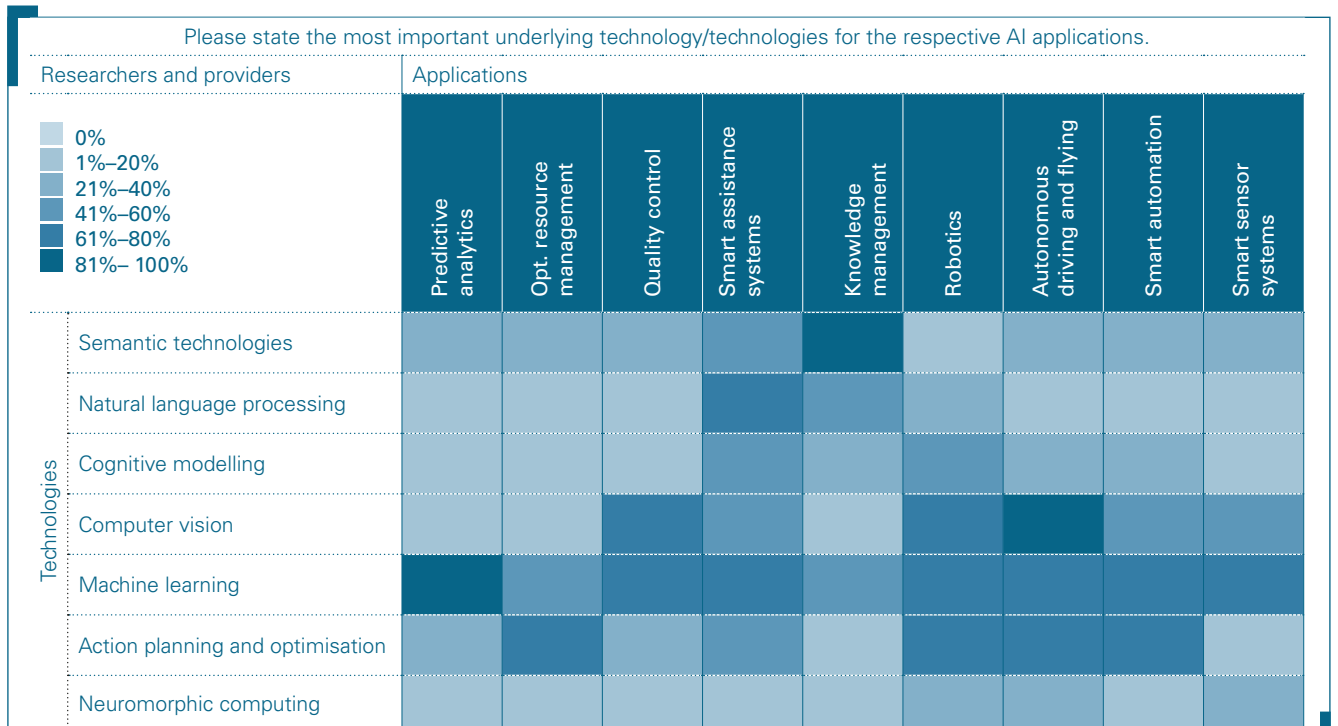 Please state the most important underlying technology/technologies for the respective AI applications.
Researchers and providers
Applications
0%
1%–20%
21%–40%
41%–60%
61%–80%
81%– 100%
Predictive
analytics
Opt. resource
management
Quality control
Smart assistance
systems
Knowledge
management
Robotics
Autonomous
driving and flying
Smart automation
Smart sensor
systems
Technologies
Semantic technologies
Natural language processing
Cognitive modelling
Computer vision
Machine learning
Action planning and optimisation
Neuromorphic computing